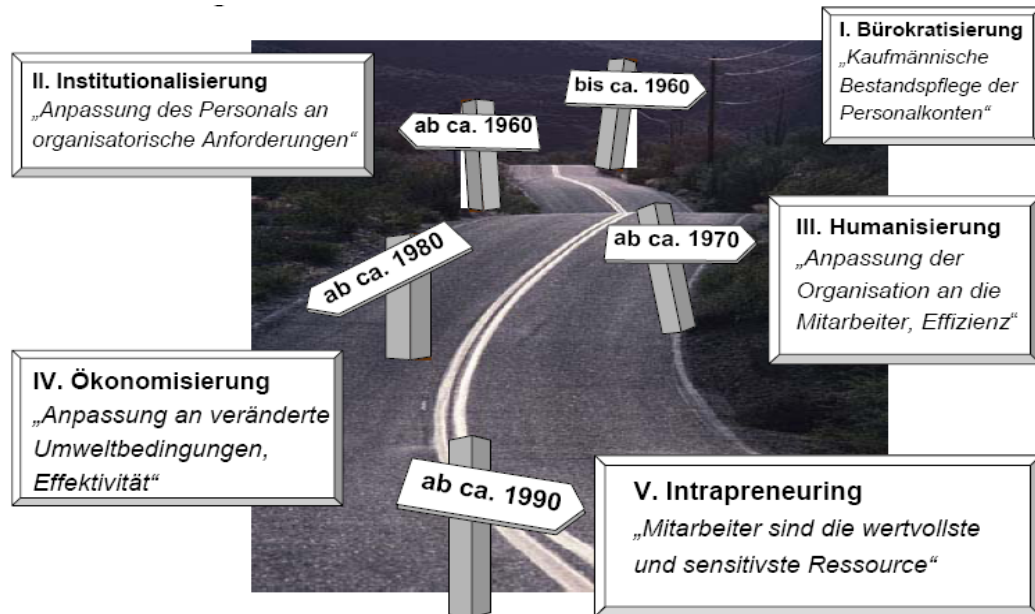 I. Bürokratisierung
„Kaufmännische
Bestandspflege der
Personalkonten“
bis ca. 1960
II. Institutionalisierung
„Anpassung des Personals an
organisatorische Anforderungen“
ab ca. 1960
III. Humanisierung
„Anpassung der
Organisation an die
Mitarbeiter, Effizienz“
ab ca. 1970
IV. Ökonomisierung
„Anpassung an veränderte
Umweltbedingungen,
Effektivität“
ab ca. 1980
V. Intrapreneuring
„Mitarbeiter sind die wertvollste
und sensitivste Ressource“
ab ca. 1990